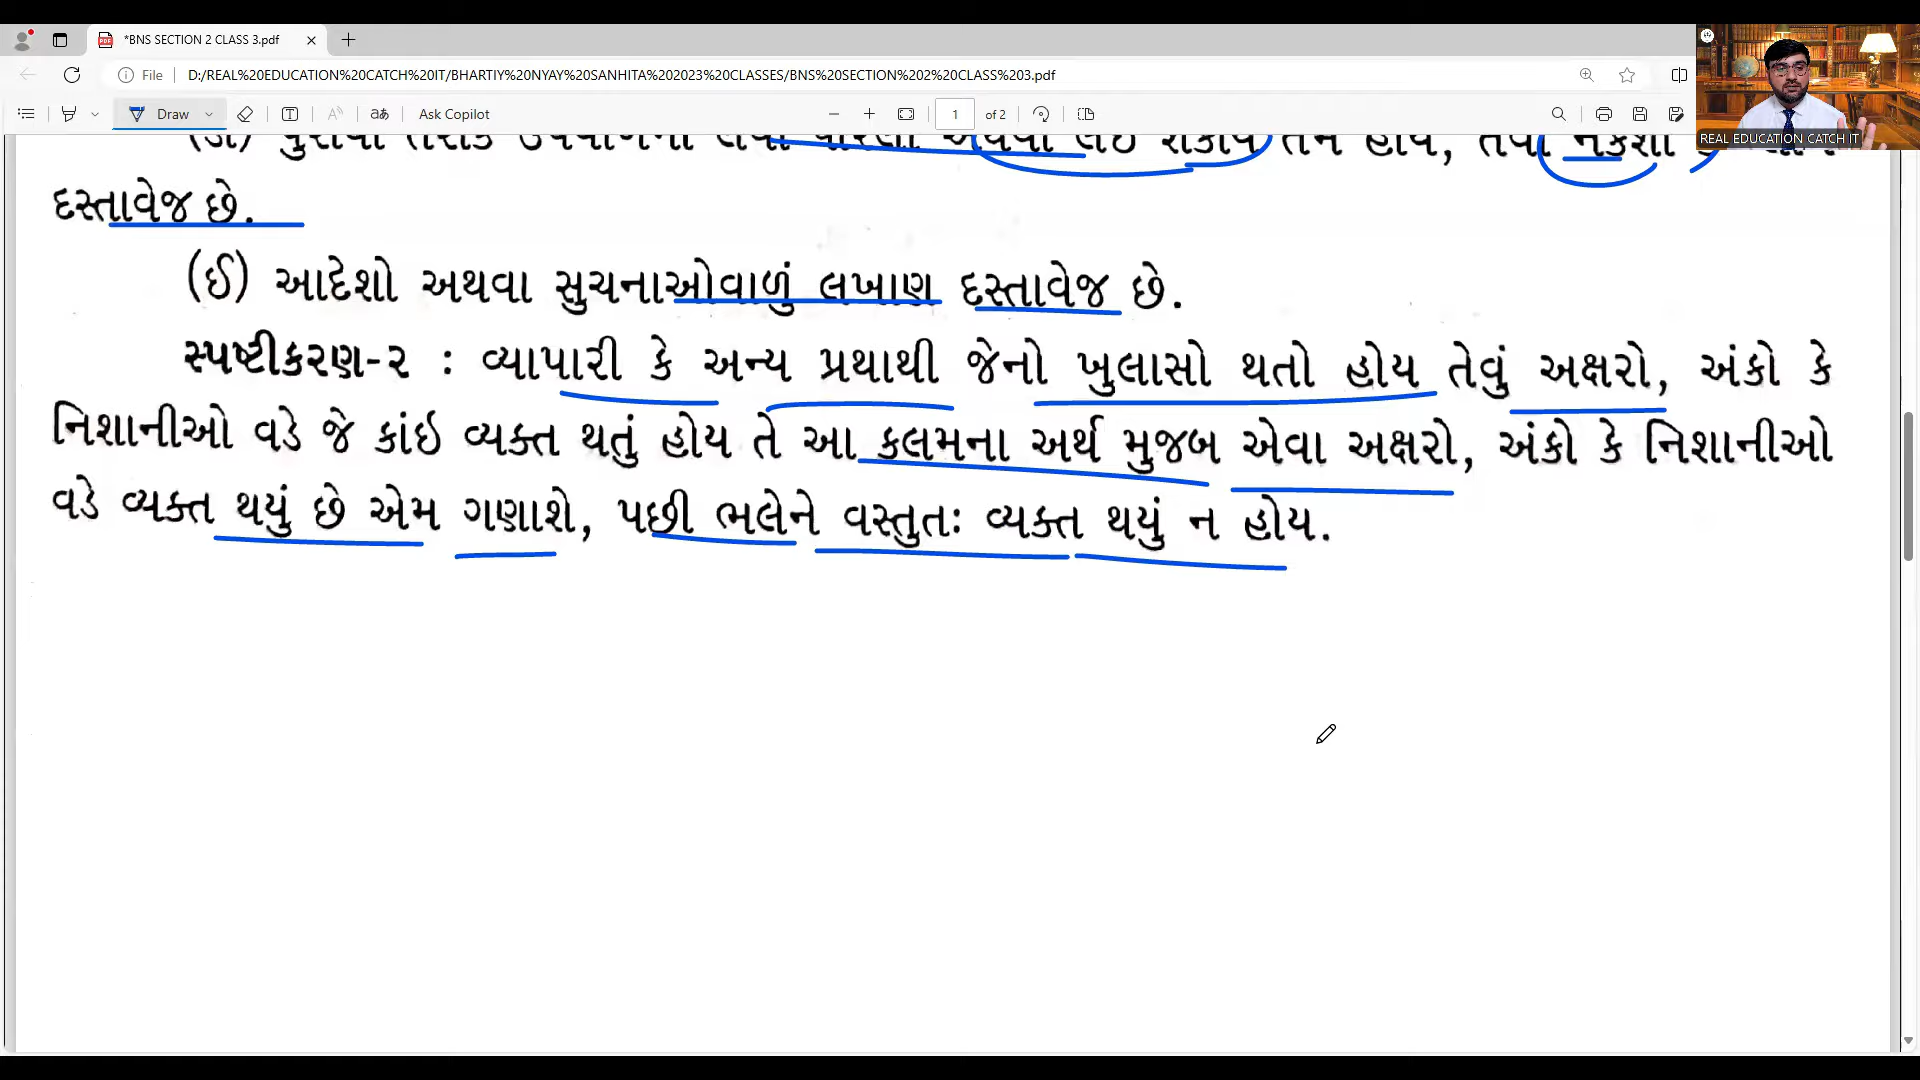 *BNS SECTION 2 CLASS 3.pdf
File D:/REAL%20EDUCATION%20CATCH%20IT/BHARTIY%20NYAY%20SANHITA%202023%20CLASSES/BNS%20SECTION%202%20CLASS%203.pdf
Draw Ask Copilot 1 of 2
REAL EDUCATION CATCH IT
તેમ હોય, તેવા નકશો
દસ્તાવેજ છે.
(ઈ) આદેશો અથવા સુચનાઓવાળું લખાણ દસ્તાવેજ છે.
સ્પષ્ટીકરણ-૨ : વ્યાપારી કે અન્ય પ્રથાથી જેનો ખુલાસો થતો હોય તેવું અક્ષરો, અંકો કે
નિશાનીઓ વડે જે કાંઇ વ્યક્ત થતું હોય તે આ કલમના અર્થ મુજબ એવા અક્ષરો, અંકો કે નિશાનીઓ
વડે વ્યક્ત થયું છે એમ ગણાશે, પછી ભલેને વસ્તુતઃ વ્યક્ત થયું ન હોય.